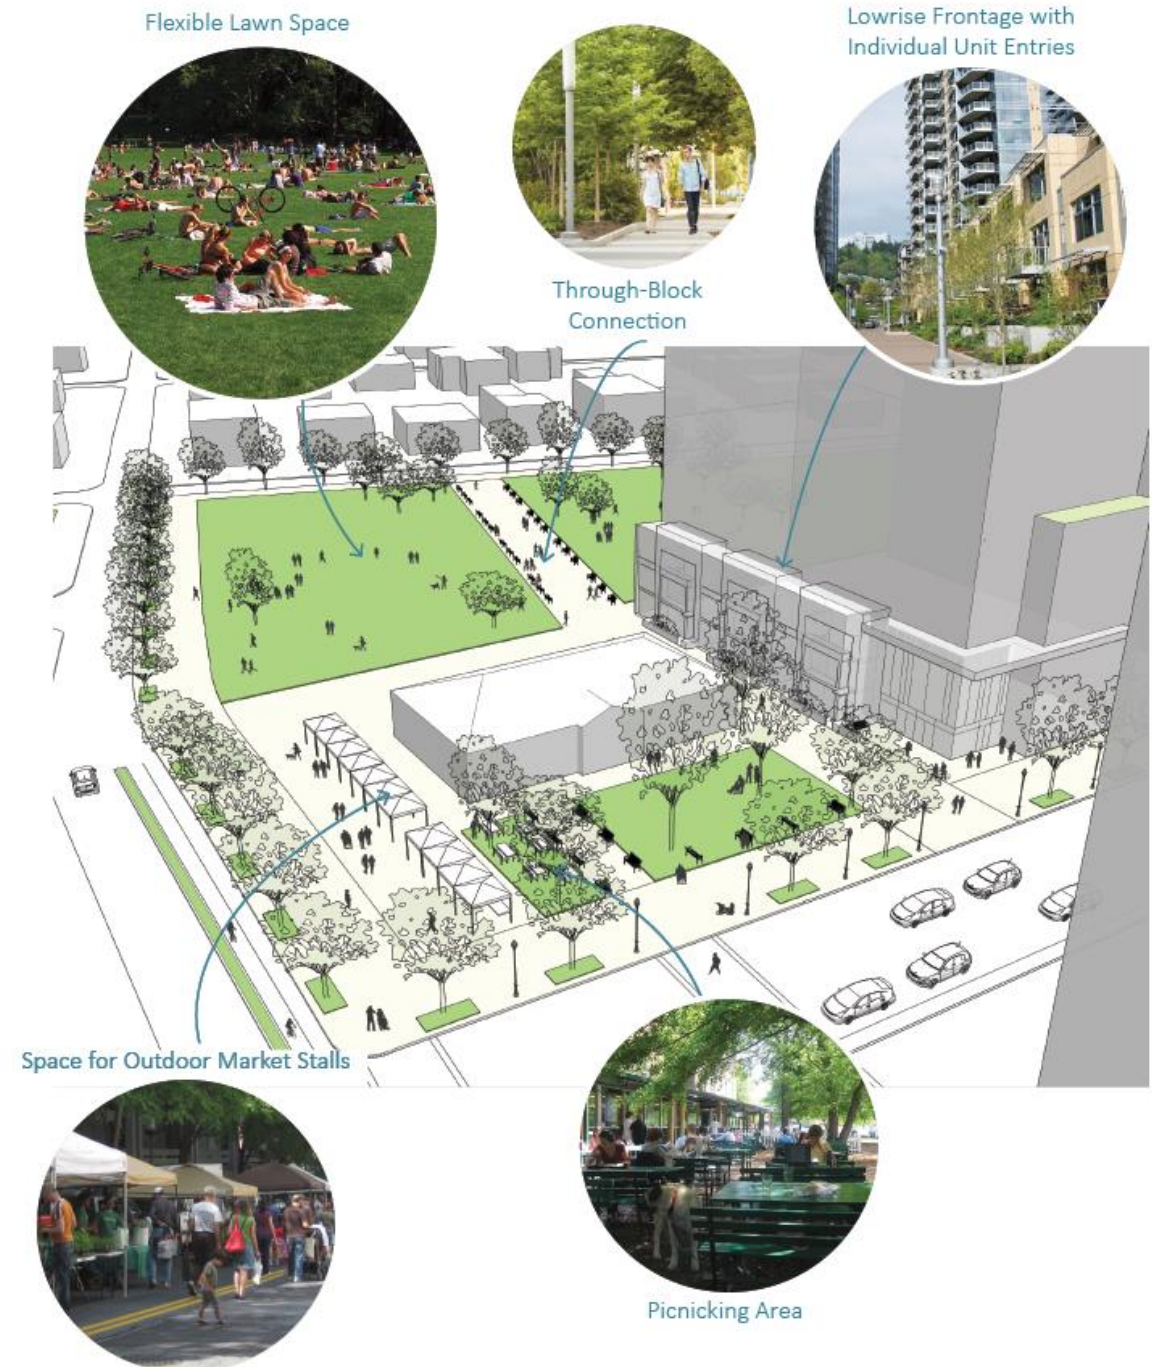 Flexible Lawn Space
Lowrise Frontage with
Individual Unit Entries
Through-Block
Connection
Space for Outdoor Market Stalls
Picnicking Area